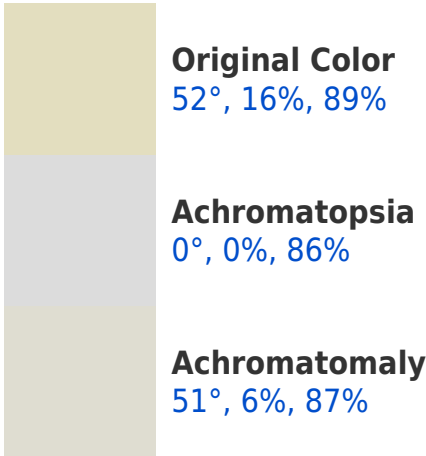 Original Color
52°, 16%, 89%
Achromatopsia
0°, 0%, 86%
Achromatomaly
51°, 6%, 87%